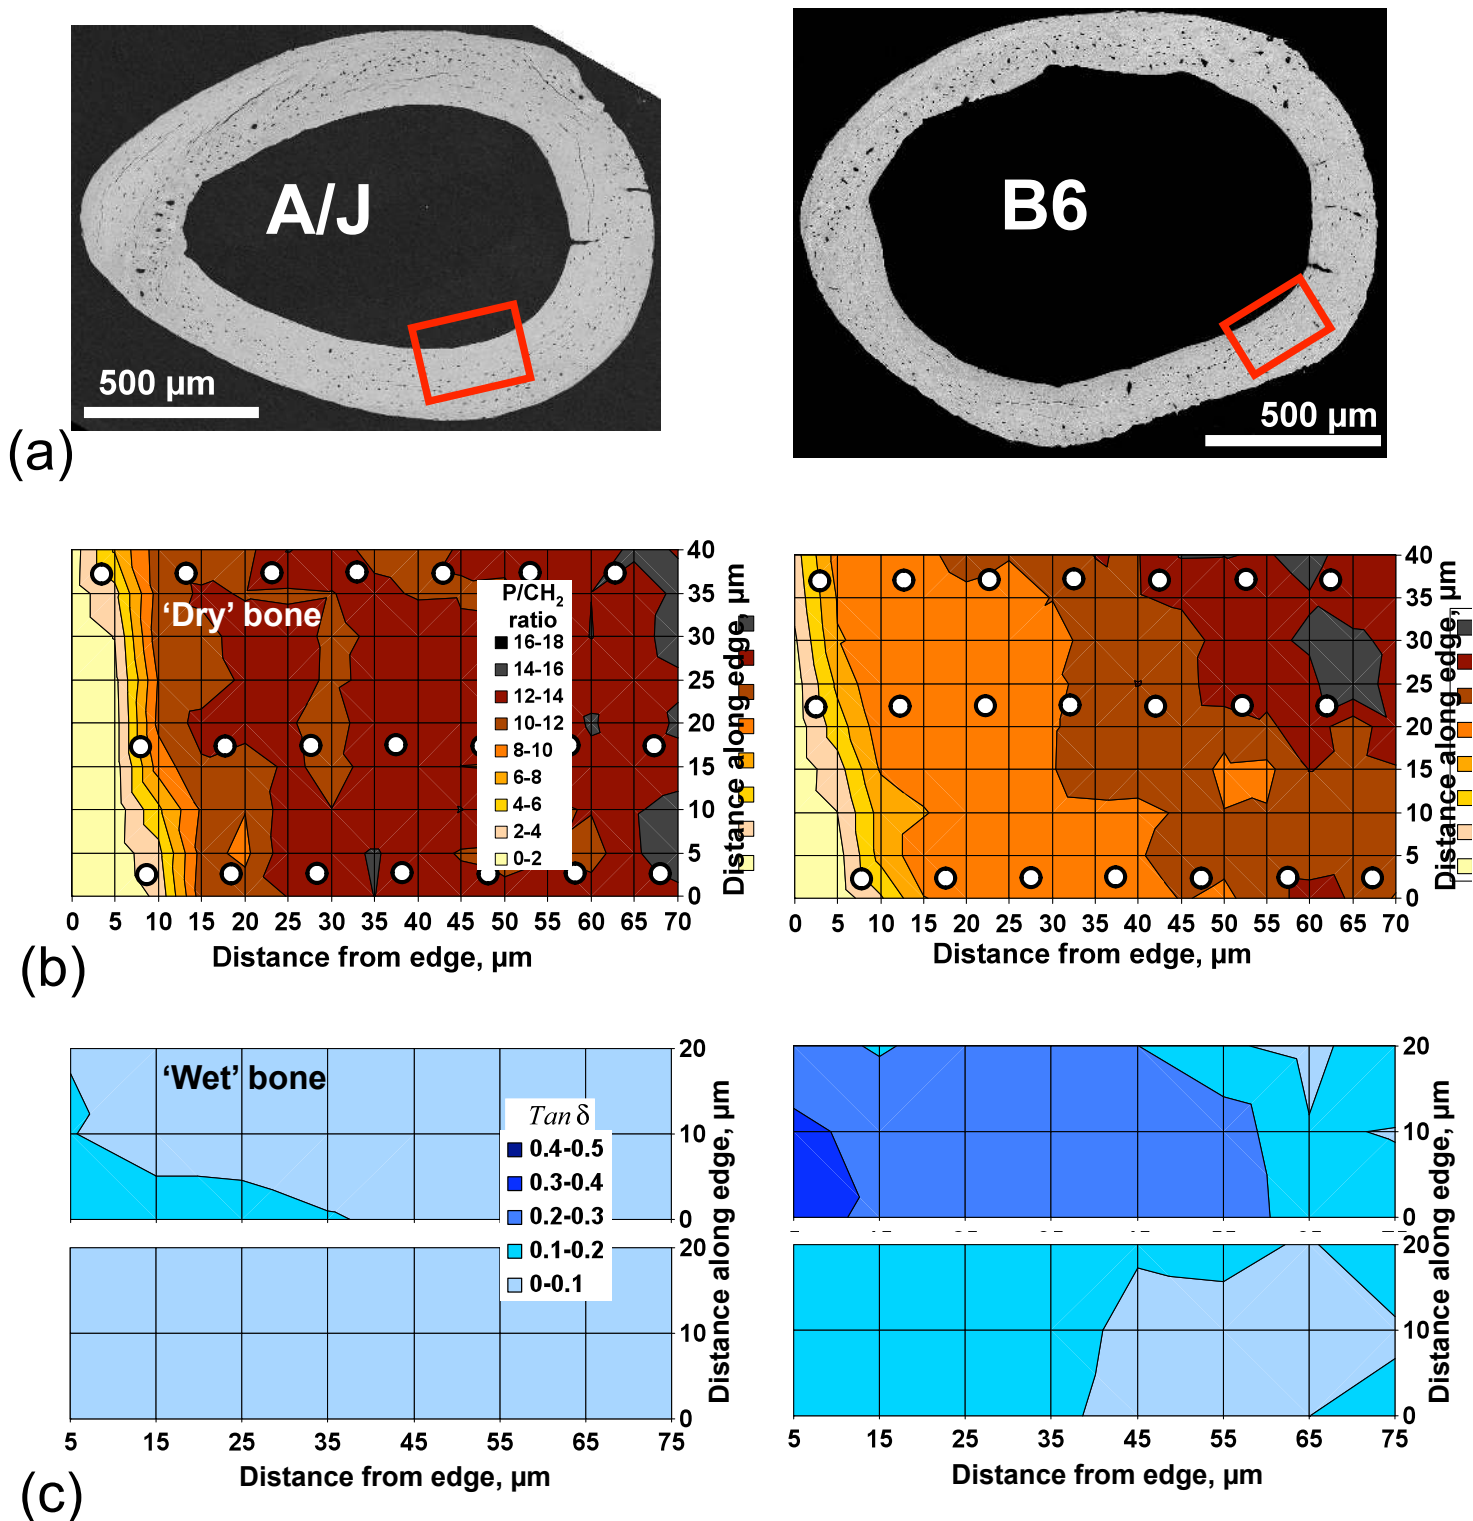 A/J
500 µm
B6
500 µm
(a)
'Dry' bone
P/CH2
ratio
16-18
14-16
12-14
10-12
8-10
6-8
4-6
2-4
0-2
40
35
30
25
20
15
10
5
0
Distance along edge, µm
0 5 10 15 20 25 30 35 40 45 50 55 60 65 70
Distance from edge, µm
40
35
30
25
20
15
10
5
0
Distance along edge, µm
0 5 10 15 20 25 30 35 40 45 50 55 60 65 70
Distance from edge, µm
(b)
'Wet' bone
Tan δ
0.4-0.5
0.3-0.4
0.2-0.3
0.1-0.2
0-0.1
20
10
0
20
10
0
Distance along edge, µm
5 15 25 35 45 55 65 75
Distance from edge, µm
20
10
0
20
10
0
Distance along edge, µm
5 15 25 35 45 55 65 75
Distance from edge, µm
(c)